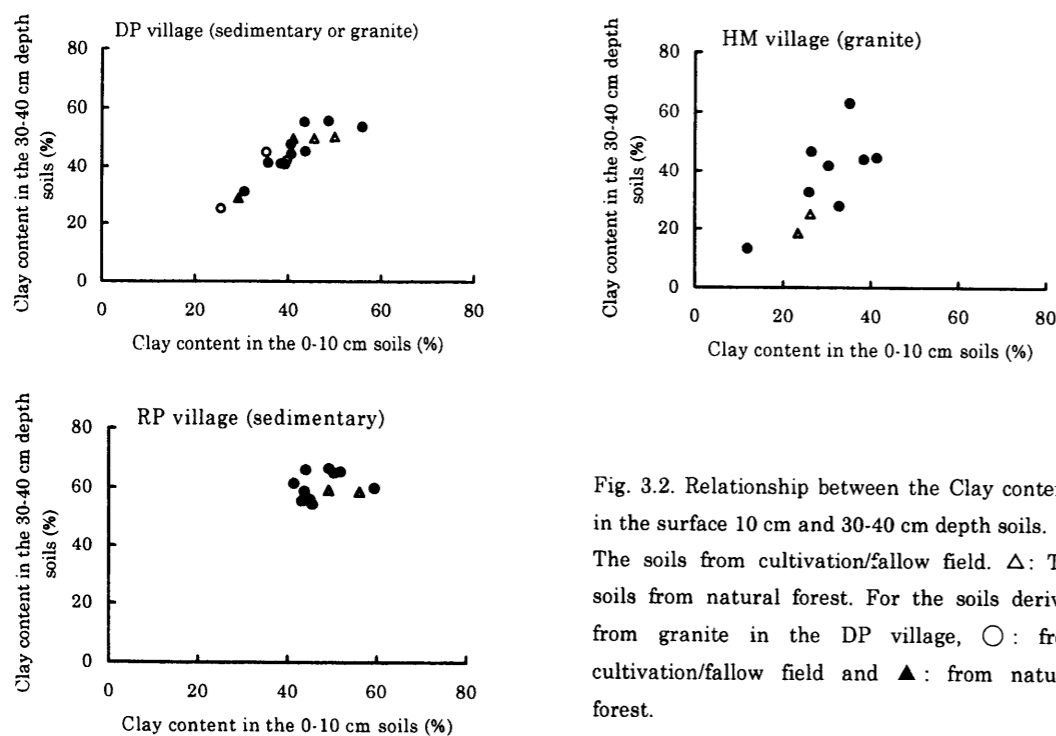 DP village (sedimentary or granite)
Clay content in the 30-40 cm depth
soils (%)
80
60
40
20
0
0 20 40 60 80
Clay content in the 0-10 cm soils (%)
HM village (granite)
Clay content in the 30-40 cm depth
soils (%)
80
60
40
20
0
0 20 40 60 80
Clay content in the 0-10 cm soils (%)
RP village (sedimentary)
Clay content in the 30-40 cm depth
soils (%)
80
60
40
20
0
0 20 40 60 80
Clay content in the 0-10 cm soils (%)
Fig. 3.2. Relationship between the Clay conten
in the surface 10 cm and 30-40 cm depth soils.
The soils from cultivation/fallow field. △: T
soils from natural forest. For the soils deriv
from granite in the DP village, ○ : fro
cultivation/fallow field and ▲ : from natu
forest.